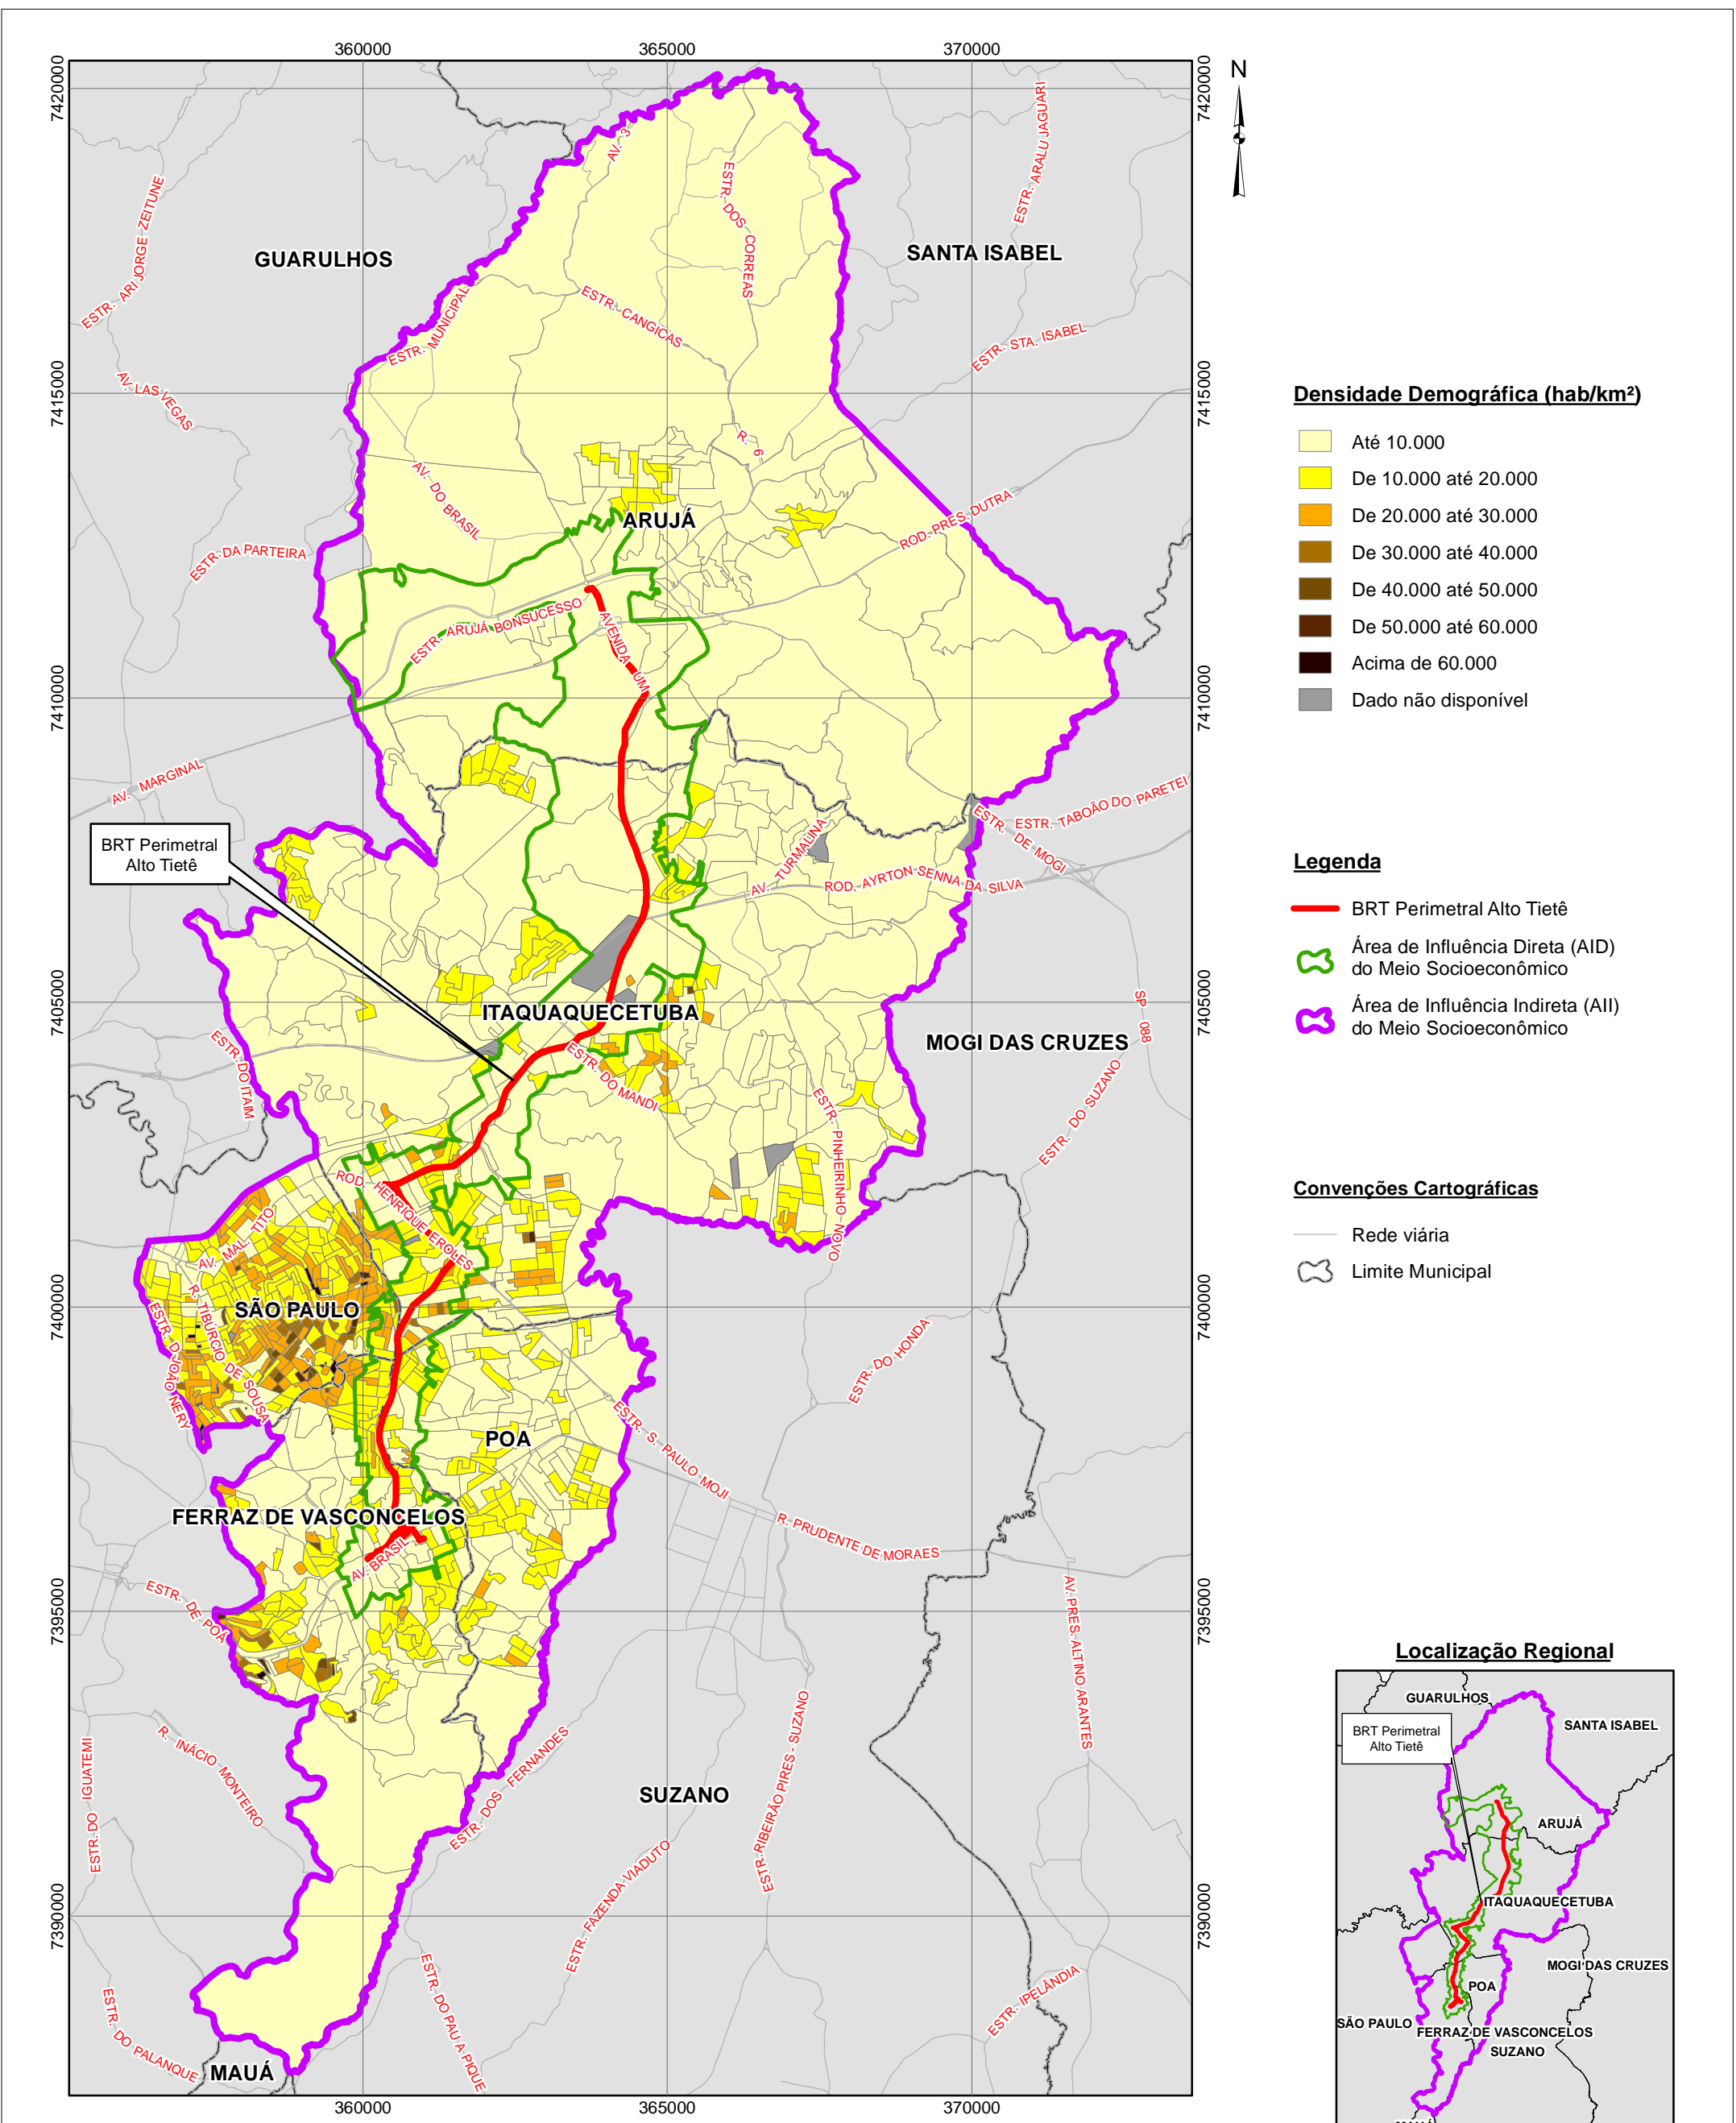 360000
365000
370000
7420000
7420000
N
AV. 3
ESTR. DOS CORREAS
ESTR. ARALU JAGUARI
ESTR. ARI JORGE ZEITUNE
GUARULHOS
SANTA ISABEL
ESTR. MUNICIPAL
ESTR. CANGICAS
ESTR. STA. ISABEL
AV. LAS VEGAS
7415000
7415000
R. 6
AV. DO BRASIL
ARUJÁ
ROD. PRES. DUTRA
ESTR. DA PARTEIRA
ESTR. ARUJÁ BONSUCESSO
AVENIDA UM
7410000
7410000
AV. MARGINAL
ESTR. TABOÃO DO PARETEI
ESTR. DE MOGI
BRT Perimetral
Alto Tietê
AV. TURMALINA
ROD. AYRTON SENNA DA SILVA
7405000
7405000
ITAQUAQUECETUBA
SP 088
MOGI DAS CRUZES
ESTR. DO ITAIM
ESTR. DO MANDI
ESTR. DO SUZANO
ESTR. PINHEIRINHO NOVO
ROD. HENRIQUE EROLES
AV. MAL. TITO
R. TIBÚRCIO DE SOUSA
ESTR. D. JOÃO NERY
SÃO PAULO
7400000
7400000
ESTR. DO HONDA
POA
ESTR. S. PAULO MOJI
FERRAZ DE VASCONCELOS
R. PRUDENTE DE MORAES
AV. BRASIL
ESTR. DE POÁ
AV. PRES. ALTINO ARANTES
7395000
7395000
R. INÁCIO MONTEIRO
ESTR. DO IGUATEMI
ESTR. DOS FERNANDES
SUZANO
ESTR. RIBEIRÃO PIRES - SUZANO
ESTR. FAZENDA VIADUTO
7390000
7390000
ESTR. DO PALANQUE
ESTR. DO PAU A PIQUE
ESTR. IPELÂNDIA
MAUÁ
360000
365000
370000
Densidade Demográfica (hab/km²)
Até 10.000
De 10.000 até 20.000
De 20.000 até 30.000
De 30.000 até 40.000
De 40.000 até 50.000
De 50.000 até 60.000
Acima de 60.000
Dado não disponível
Legenda
BRT Perimetral Alto Tietê
Área de Influência Direta (AID)
do Meio Socioeconômico
Área de Influência Indireta (AII)
do Meio Socioeconômico
Convenções Cartográficas
Rede viária
Limite Municipal
Localização Regional
GUARULHOS
SANTA ISABEL
BRT Perimetral
Alto Tietê
ARUJÁ
ITAQUAQUECETUBA
MOGI DAS CRUZES
POA
SÃO PAULO
FERRAZ DE VASCONCELOS
SUZANO